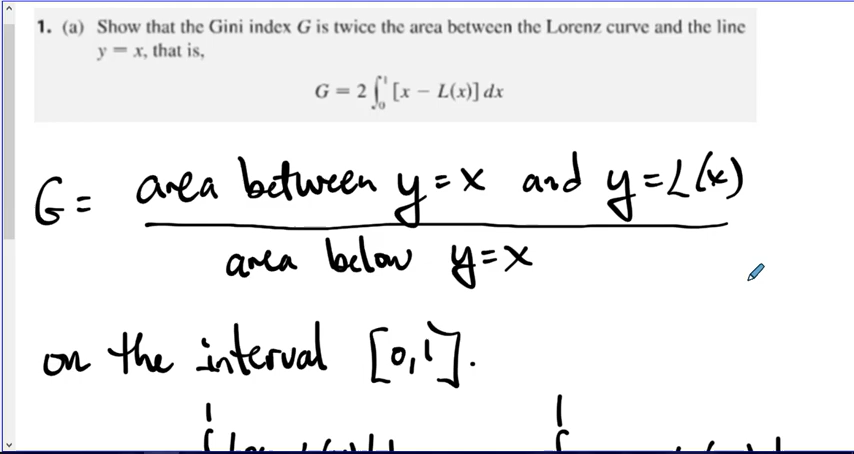 1. (a) Show that the Gini index G is twice the area between the Lorenz curve and the line
y = x, that is,
G = 2 ∫₀¹ [x − L(x)] dx
G = area between y = x and y = L(x)
area below y = x
on the interval [0,1].